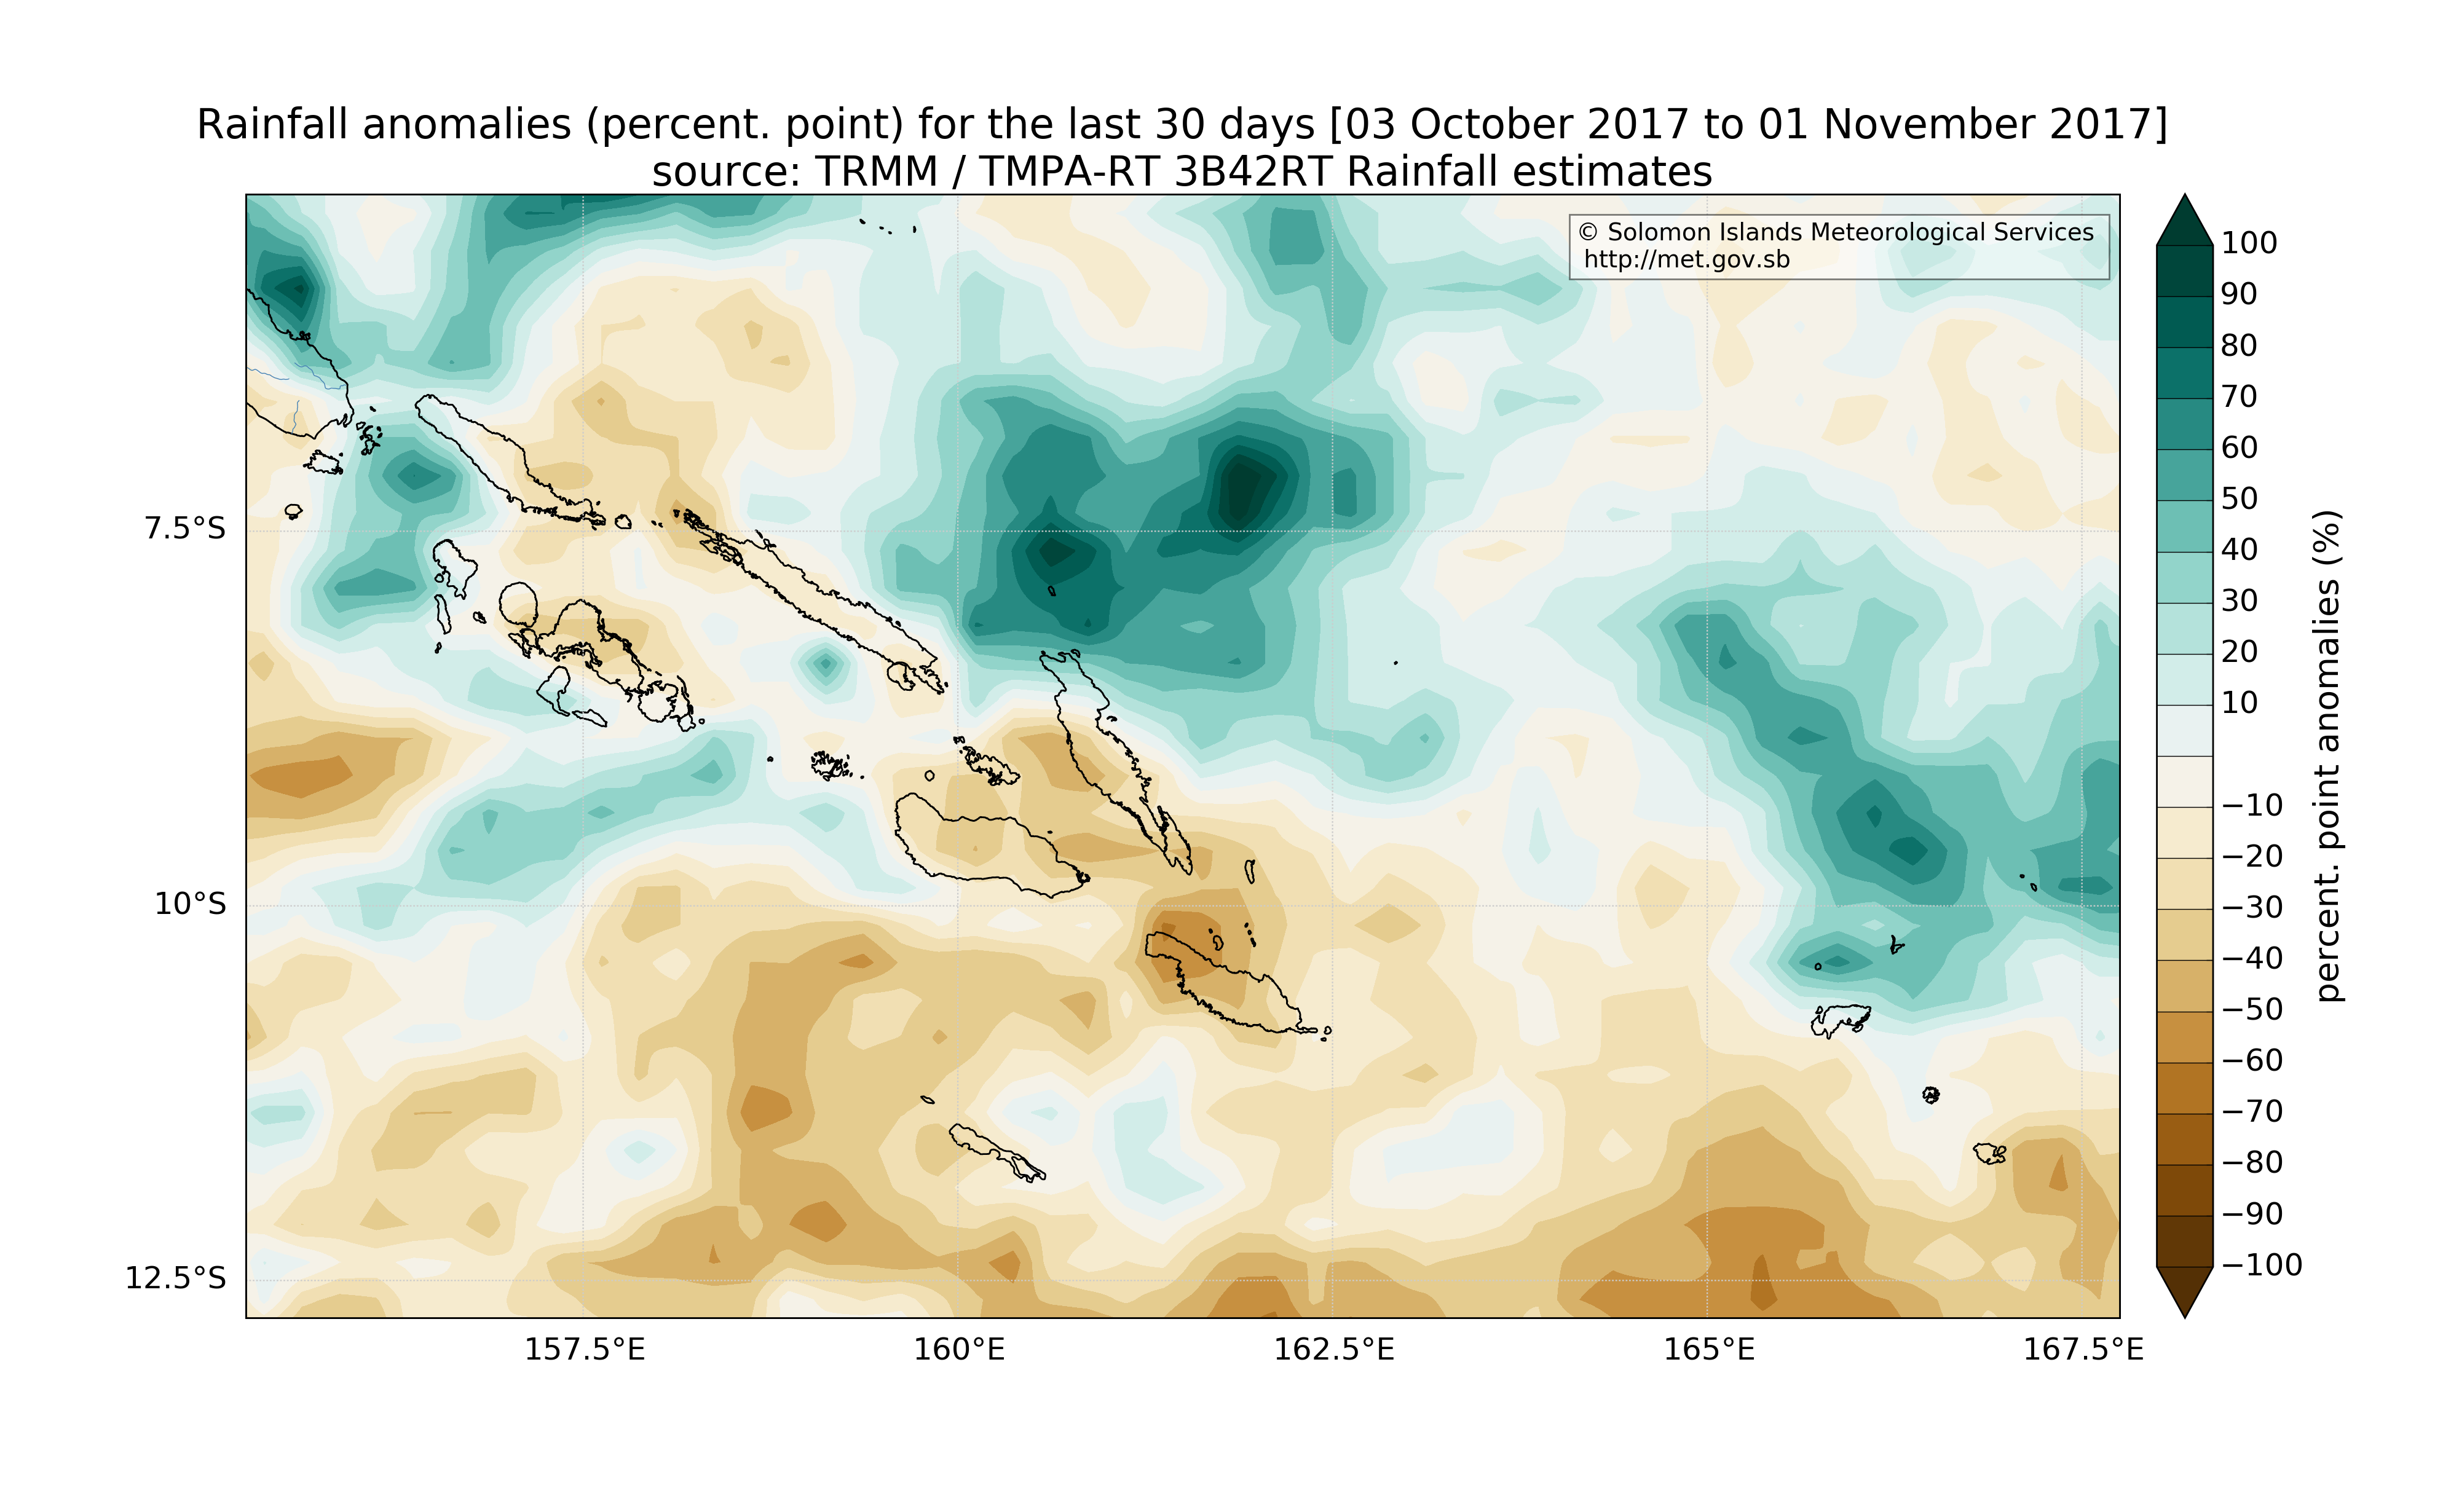 Rainfall anomalies (percent. point) for the last 30 days [03 October 2017 to 01 November 2017]
source: TRMM / TMPA-RT 3B42RT Rainfall estimates
© Solomon Islands Meteorological Services
http://met.gov.sb
7.5°S
10°S
12.5°S
157.5°E
160°E
162.5°E
165°E
167.5°E
100
90
80
70
60
50
40
30
20
10
−10
−20
−30
−40
−50
−60
−70
−80
−90
−100
percent. point anomalies (%)